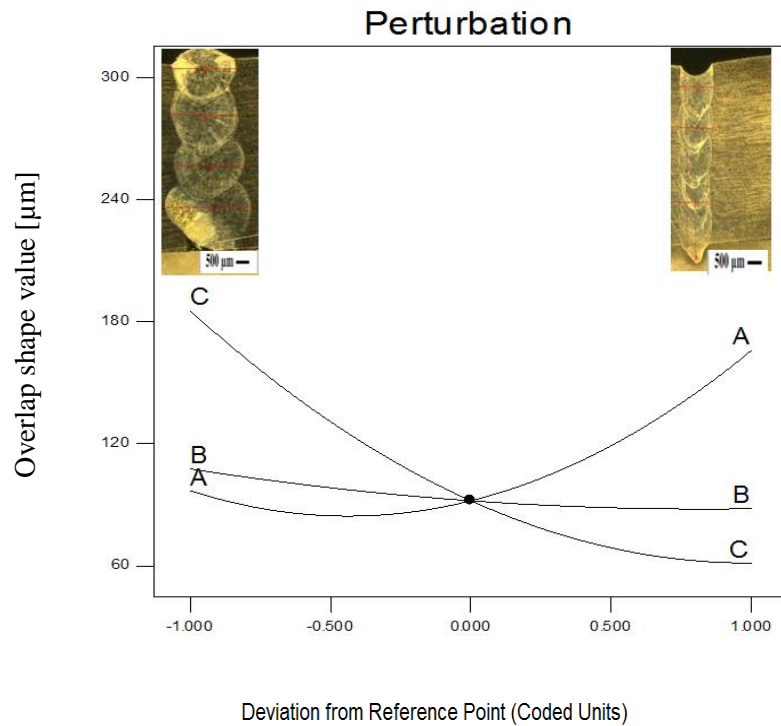 Perturbation
Overlap shape value [µm]
300
240
180
120
60
500 µm
500 µm
C
A
B
A
B
C
-1.000
-0.500
0.000
0.500
1.000
Deviation from Reference Point (Coded Units)